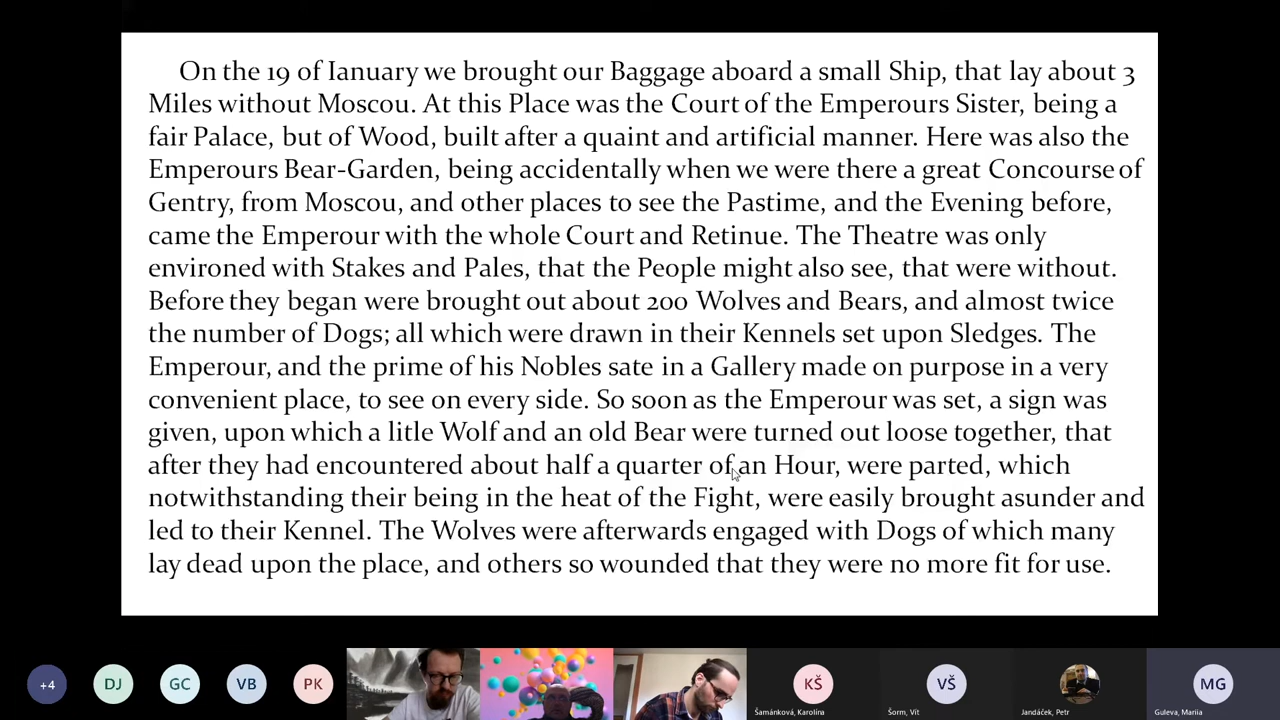 On the 19 of Ianuary we brought our Baggage aboard a small Ship, that lay about 3
Miles without Moscou. At this Place was the Court of the Emperours Sister, being a
fair Palace, but of Wood, built after a quaint and artificial manner. Here was also the
Emperours Bear-Garden, being accidentally when we were there a great Concourse of
Gentry, from Moscou, and other places to see the Pastime, and the Evening before,
came the Emperour with the whole Court and Retinue. The Theatre was only
environed with Stakes and Pales, that the People might also see, that were without.
Before they began were brought out about 200 Wolves and Bears, and almost twice
the number of Dogs; all which were drawn in their Kennels set upon Sledges. The
Emperour, and the prime of his Nobles sate in a Gallery made on purpose in a very
convenient place, to see on every side. So soon as the Emperour was set, a sign was
given, upon which a litle Wolf and an old Bear were turned out loose together, that
after they had encountered about half a quarter of an Hour, were parted, which
notwithstanding their being in the heat of the Fight, were easily brought asunder and
led to their Kennel. The Wolves were afterwards engaged with Dogs of which many
lay dead upon the place, and others so wounded that they were no more fit for use.
+4 DJ GC VB PK KŠ VŠ MG
Šamánková, Karolína Šorm, Vít Jandáček, Petr Guleva, Mariia